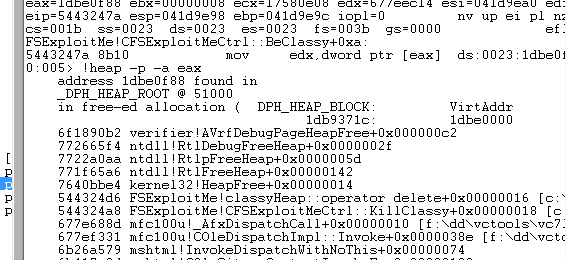 eax=1dbe0f88 ebx=00000008 ecx=17580e08 edx=677eec14 esi=041d9ea0 edi
eip=5443247a esp=041d9e98 ebp=041d9e9c iopl=0 nv up ei pl nz
cs=001b ss=0023 ds=0023 es=0023 fs=003b gs=0000 efl
FSExploitMe!CFSExploitMeCtrl::BeClassy+0xa:
5443247a 8b10 mov edx,dword ptr [eax] ds:0023:1dbe0f
0:005> !heap -p -a eax
address 1dbe0f88 found in
_DPH_HEAP_ROOT @ 51000
in free-ed allocation ( DPH_HEAP_BLOCK: VirtAddr
1db9371c: 1dbe0000
6f1890b2 verifier!AVrfDebugPageHeapFree+0x000000c2
772665f4 ntdll!RtlDebugFreeHeap+0x0000002f
7722a0aa ntdll!RtlpFreeHeap+0x0000005d
771f65a6 ntdll!RtlFreeHeap+0x00000142
7640bbe4 kernel32!HeapFree+0x00000014
544324d6 FSExploitMe!classyHeap::operator delete+0x00000016 [c:
544324a8 FSExploitMe!CFSExploitMeCtrl::KillClassy+0x00000018 [c
677e688d mfc100u!_AfxDispatchCall+0x00000010 [f:\dd\vctools\vc7l
677ef331 mfc100u!COleDispatchImpl::Invoke+0x0000038e [f:\dd\vct
6b26a579 mshtml!InvokeDispatchWithNoThis+0x00000074
[
p
p
p